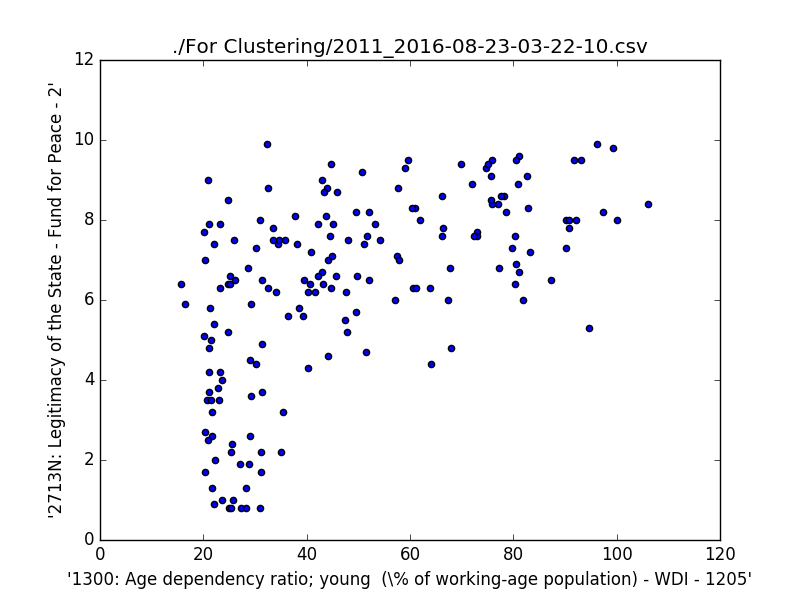 ./For Clustering/2011_2016-08-23-03-22-10.csv
12
10
8
6
4
2
0
'2713N: Legitimacy of the State - Fund for Peace - 2'
0 20 40 60 80 100 120
'1300: Age dependency ratio; young  (\% of working-age population) - WDI - 1205'